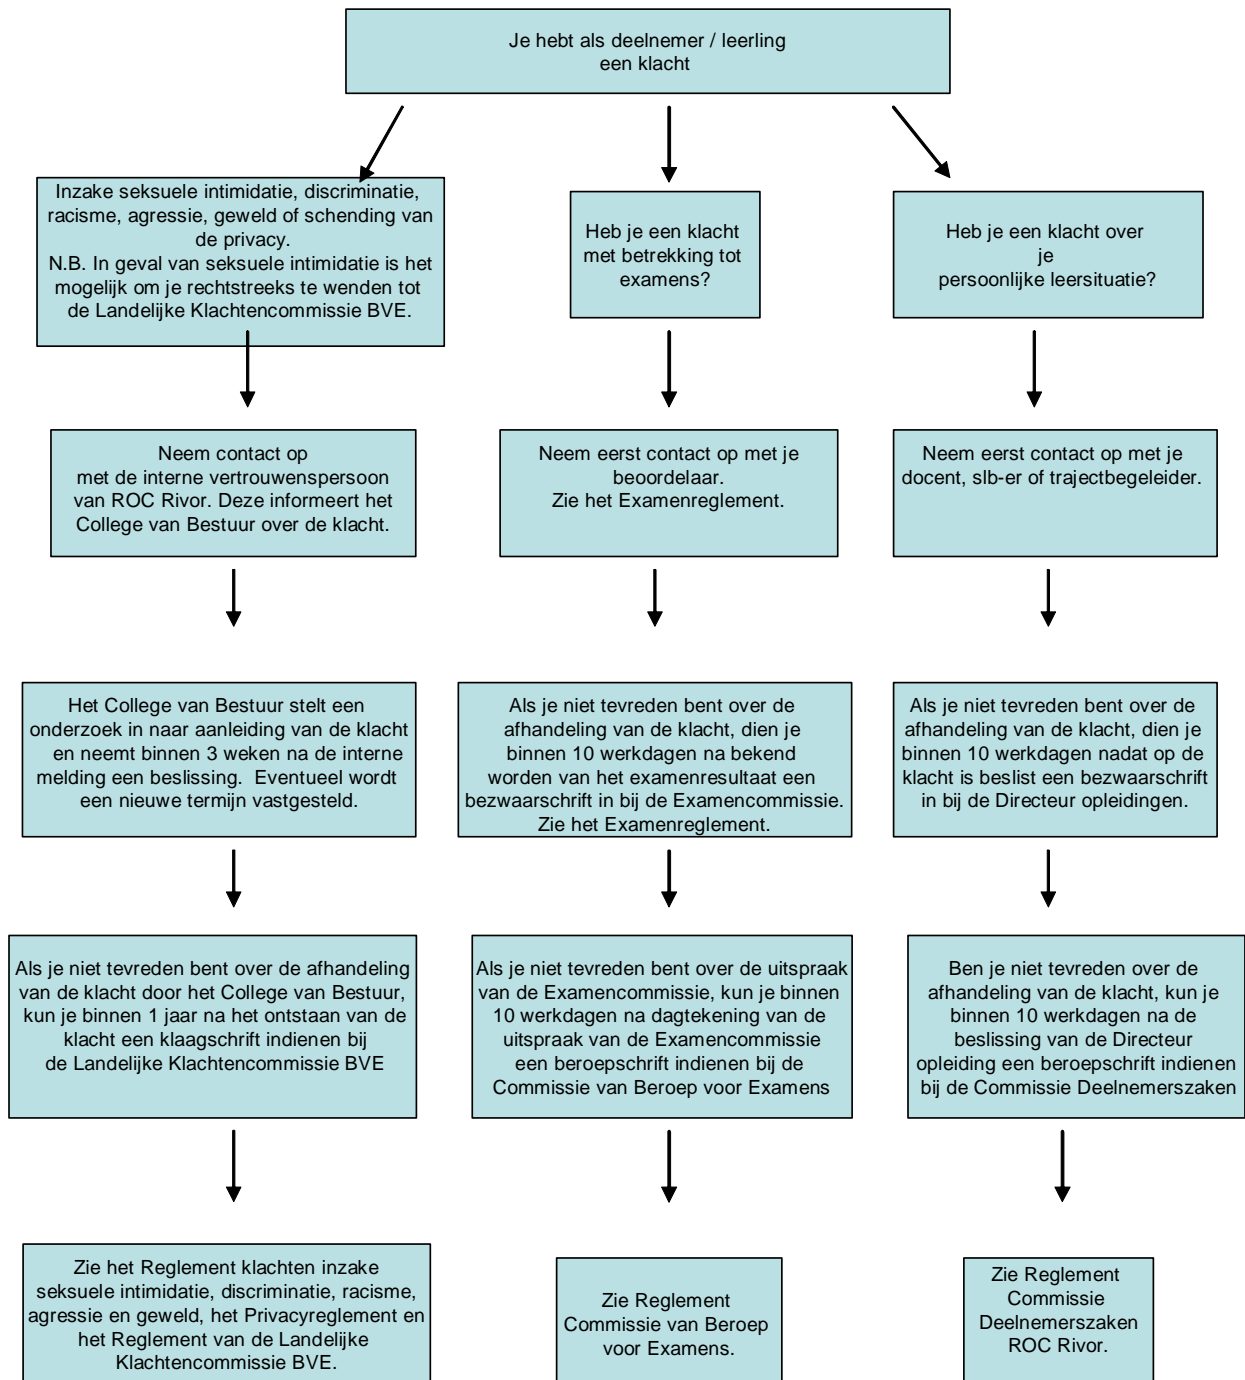 Je hebt als deelnemer / leerling
een klacht
Inzake seksuele intimidatie, discriminatie,
racisme, agressie, geweld of schending van
de privacy.
N.B. In geval van seksuele intimidatie is het
mogelijk om je rechtstreeks te wenden tot
de Landelijke Klachtencommissie BVE.
Heb je een klacht
met betrekking tot
examens?
Heb je een klacht over
je
persoonlijke leersituatie?
Neem contact op
met de interne vertrouwenspersoon
van ROC Rivor. Deze informeert het
College van Bestuur over de klacht.
Neem eerst contact op met je
beoordelaar.
Zie het Examenreglement.
Neem eerst contact op met je
docent, slb-er of trajectbegeleider.
Het College van Bestuur stelt een
onderzoek in naar aanleiding van de klacht
en neemt binnen 3 weken na de interne
melding een beslissing. Eventueel wordt
een nieuwe termijn vastgesteld.
Als je niet tevreden bent over de
afhandeling van de klacht, dien je
binnen 10 werkdagen na bekend
worden van het examenresultaat een
bezwaarschrift in bij de Examencommissie.
Zie het Examenreglement.
Als je niet tevreden bent over de
afhandeling van de klacht, dien je
binnen 10 werkdagen nadat op de
klacht is beslist een bezwaarschrift
in bij de Directeur opleidingen.
Als je niet tevreden bent over de afhandeling
van de klacht door het College van Bestuur,
kun je binnen 1 jaar na het ontstaan van de
klacht een klaagschrift indienen bij
de Landelijke Klachtencommissie BVE
Als je niet tevreden bent over de uitspraak
van de Examencommissie, kun je binnen
10 werkdagen na dagtekening van de
uitspraak van de Examencommissie
een beroepschrift indienen bij de
Commissie van Beroep voor Examens
Ben je niet tevreden over de
afhandeling van de klacht, kun je
binnen 10 werkdagen na de
beslissing van de Directeur
opleiding een beroepschrift indienen
bij de Commissie Deelnemerszaken
Zie het Reglement klachten inzake
seksuele intimidatie, discriminatie, racisme,
agressie en geweld, het Privacyreglement en
het Reglement van de Landelijke
Klachtencommissie BVE.
Zie Reglement
Commissie van Beroep
voor Examens.
Zie Reglement
Commissie
Deelnemerszaken
ROC Rivor.